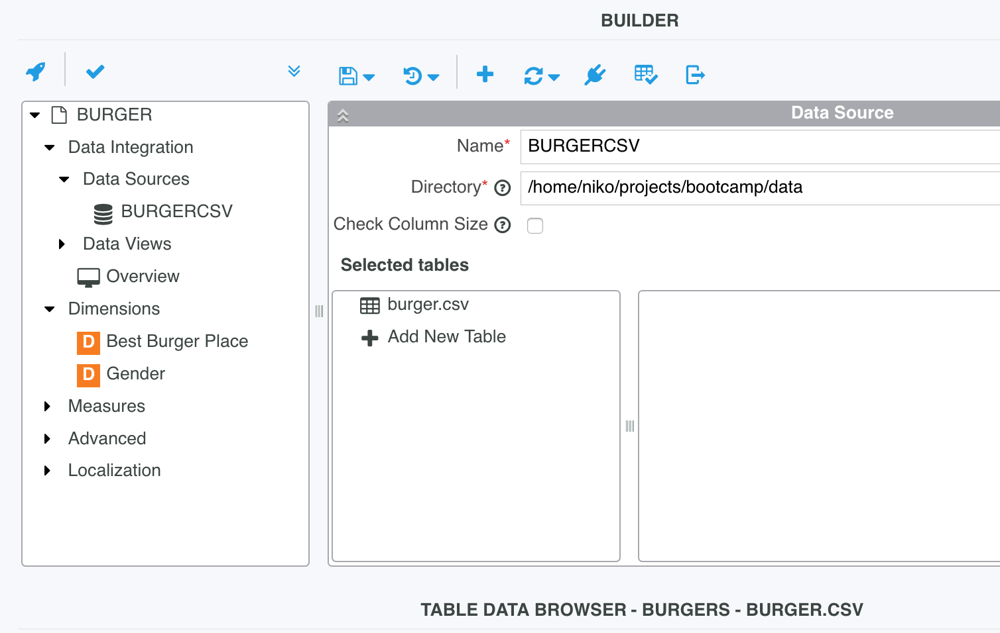 BUILDER
BURGER
Data Integration
Data Sources
BURGERCSV
Data Views
Overview
Dimensions
D Best Burger Place
D Gender
Measures
Advanced
Localization
Data Source
Name* BURGERCSV
Directory* ? /home/niko/projects/bootcamp/data
Check Column Size ?
Selected tables
burger.csv
Add New Table
TABLE DATA BROWSER - BURGERS - BURGER.CSV